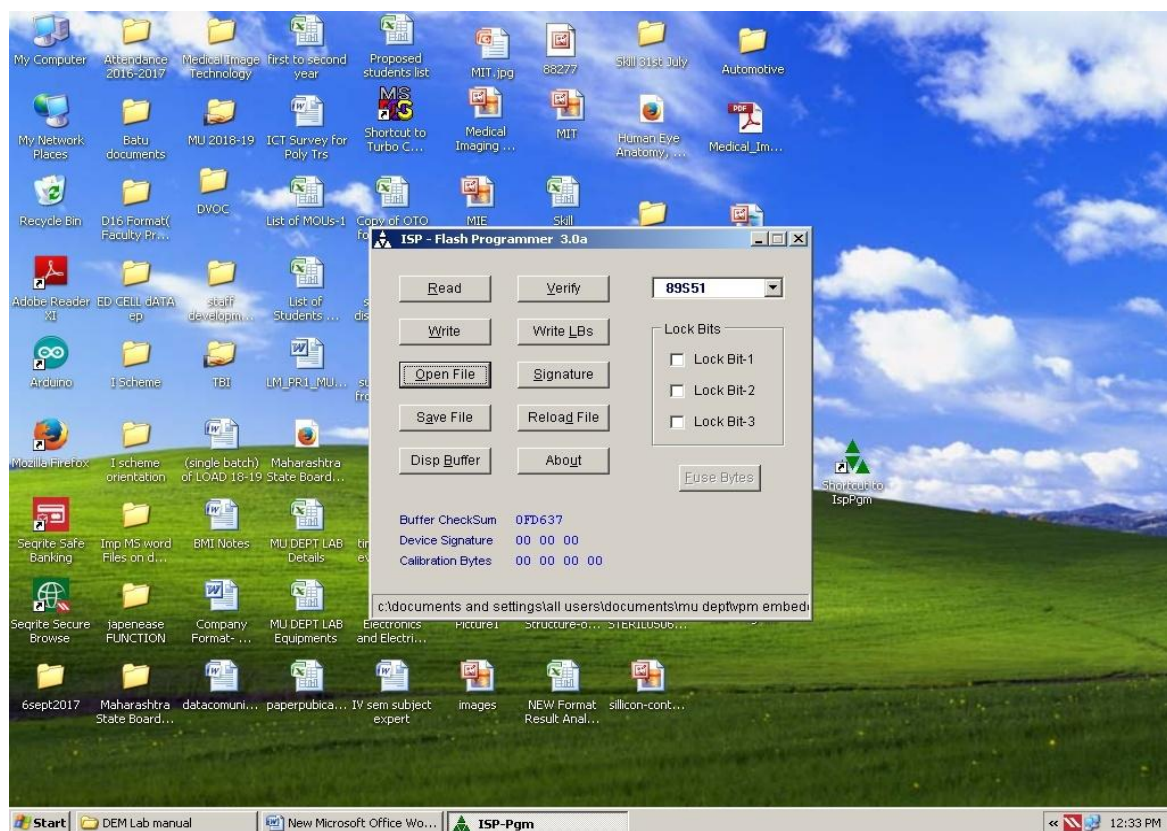 My Computer
Attendance
2016-2017
Medical Image
Technology
first to second
year
Proposed
students list
MIT.jpg
88277
Skill 31st July
Automotive
My Network
Places
Batu
documents
MU 2018-19
ICT Survey for
Poly Trs
MS
Shortcut to
Turbo C...
Medical
Imaging ...
MIT
Human Eye
Anatomy, ...
PDF
Medical_Im...
Recycle Bin
D16 Format(
Faculty Pr...
DVOC
List of MOUs-1
Copy of OTO
MIE
Skill
Adobe Reader
XI
ED CELL dATA
ep
staff
developm...
List of
Students ...
Arduino
I Scheme
TBI
LM_PR1_MU...
Mozilla Firefox
I scheme
orientation
(single batch)
of LOAD 18-19
Maharashtra
State Board...
Seqrite Safe
Banking
Imp MS word
Files on d...
BMI Notes
MU DEPT LAB
Details
Seqrite Secure
Browse
japenease
FUNCTION
Company
Format- ...
MU DEPT LAB
Equipments
Electronics
and Electri...
Picture1
Structure-o...
STERILOS06...
6sept2017
Maharashtra
State Board...
datacomuni...
paperpubica...
IV sem subject
expert
images
NEW Format
Result Anal...
sillicon-cont...
ISP - Flash Programmer 3.0a
Read
Verify
89S51
Write
Write LBs
Lock Bits
Lock Bit-1
Open File
Signature
Lock Bit-2
Save File
Reload File
Lock Bit-3
Disp Buffer
About
Fuse Bytes
Buffer CheckSum 0FD637
Device Signature 00 00 00
Calibration Bytes 00 00 00 00
c:\documents and settings\all users\documents\mu dept\vpm embed
Shortcut to
IspPgm
Start
DEM Lab manual
New Microsoft Office Wo...
ISP-Pgm
12:33 PM